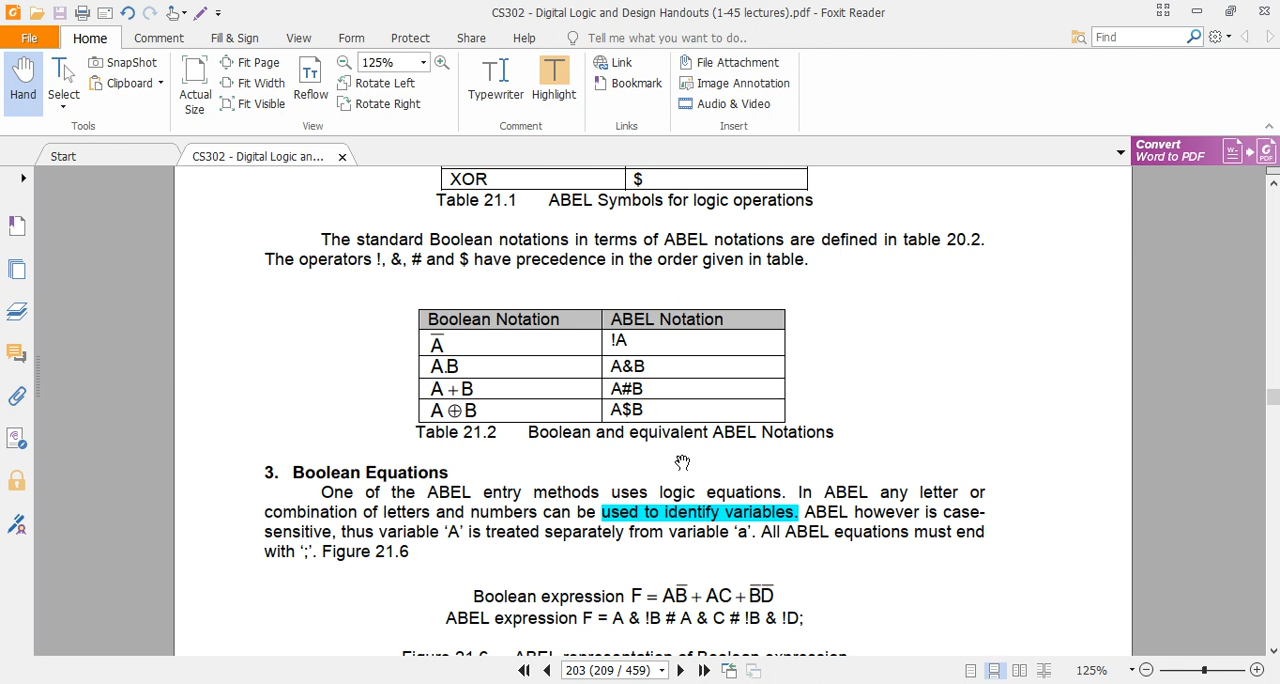 CS302 - Digital Logic and Design Handouts (1-45 lectures).pdf - Foxit Reader
File Home Comment Fill & Sign View Form Protect Share Help Tell me what you want to do.. Find
Hand Select SnapShot Clipboard Actual Size Fit Page Fit Width Fit Visible Reflow 125% Rotate Left Rotate Right Typewriter Highlight Link Bookmark File Attachment Image Annotation Audio & Video
Tools View Comment Links Insert
Start CS302 - Digital Logic an... Convert Word to PDF
XOR $
Table 21.1 ABEL Symbols for logic operations
The standard Boolean notations in terms of ABEL notations are defined in table 20.2.
The operators !, &, # and $ have precedence in the order given in table.
Boolean Notation ABEL Notation
A̅ !A
A.B A&B
A + B A#B
A ⊕ B A$B
Table 21.2 Boolean and equivalent ABEL Notations
3. Boolean Equations
One of the ABEL entry methods uses logic equations. In ABEL any letter or
combination of letters and numbers can be used to identify variables. ABEL however is case-
sensitive, thus variable ‘A’ is treated separately from variable ‘a’. All ABEL equations must end
with ‘;’. Figure 21.6
Boolean expression F = AB̅ + AC + B̅D̅
ABEL expression F = A & !B # A & C # !B & !D;
Figure 21.6 ABEL representation of Boolean expression
203 (209 / 459) 125%